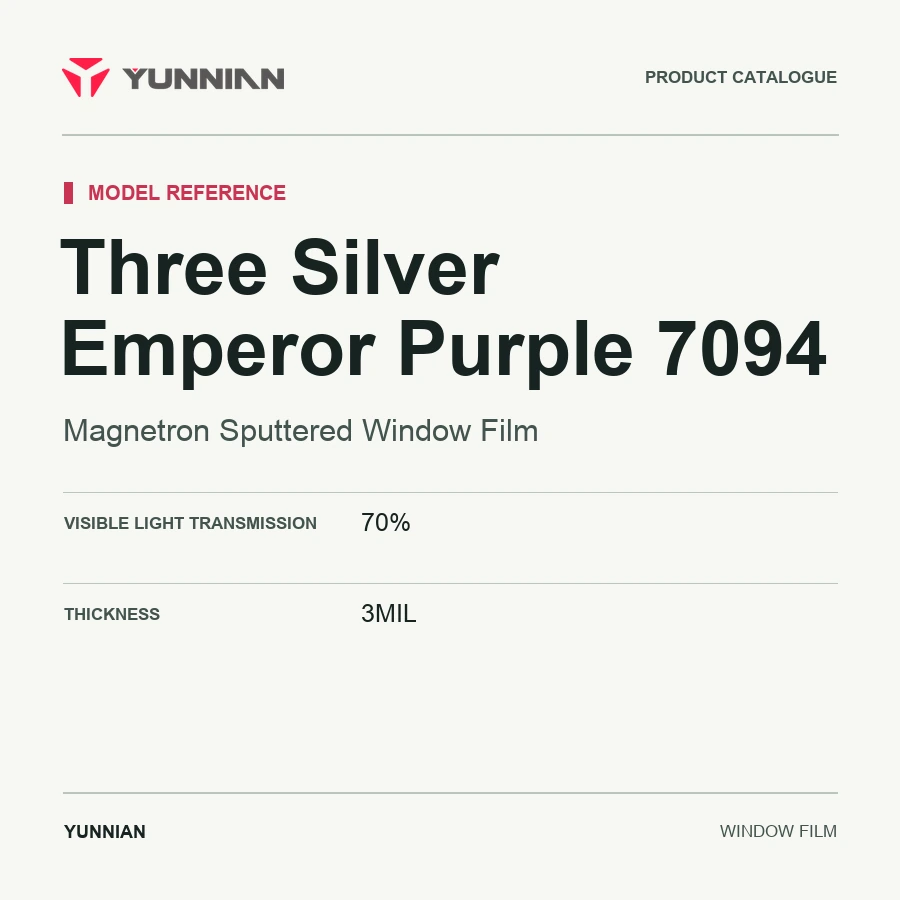 YUNNIAN
PRODUCT CATALOGUE
MODEL REFERENCE
Three Silver
Emperor Purple 7094
Magnetron Sputtered Window Film
VISIBLE LIGHT TRANSMISSION 70%
THICKNESS 3MIL
YUNNIAN
WINDOW FILM